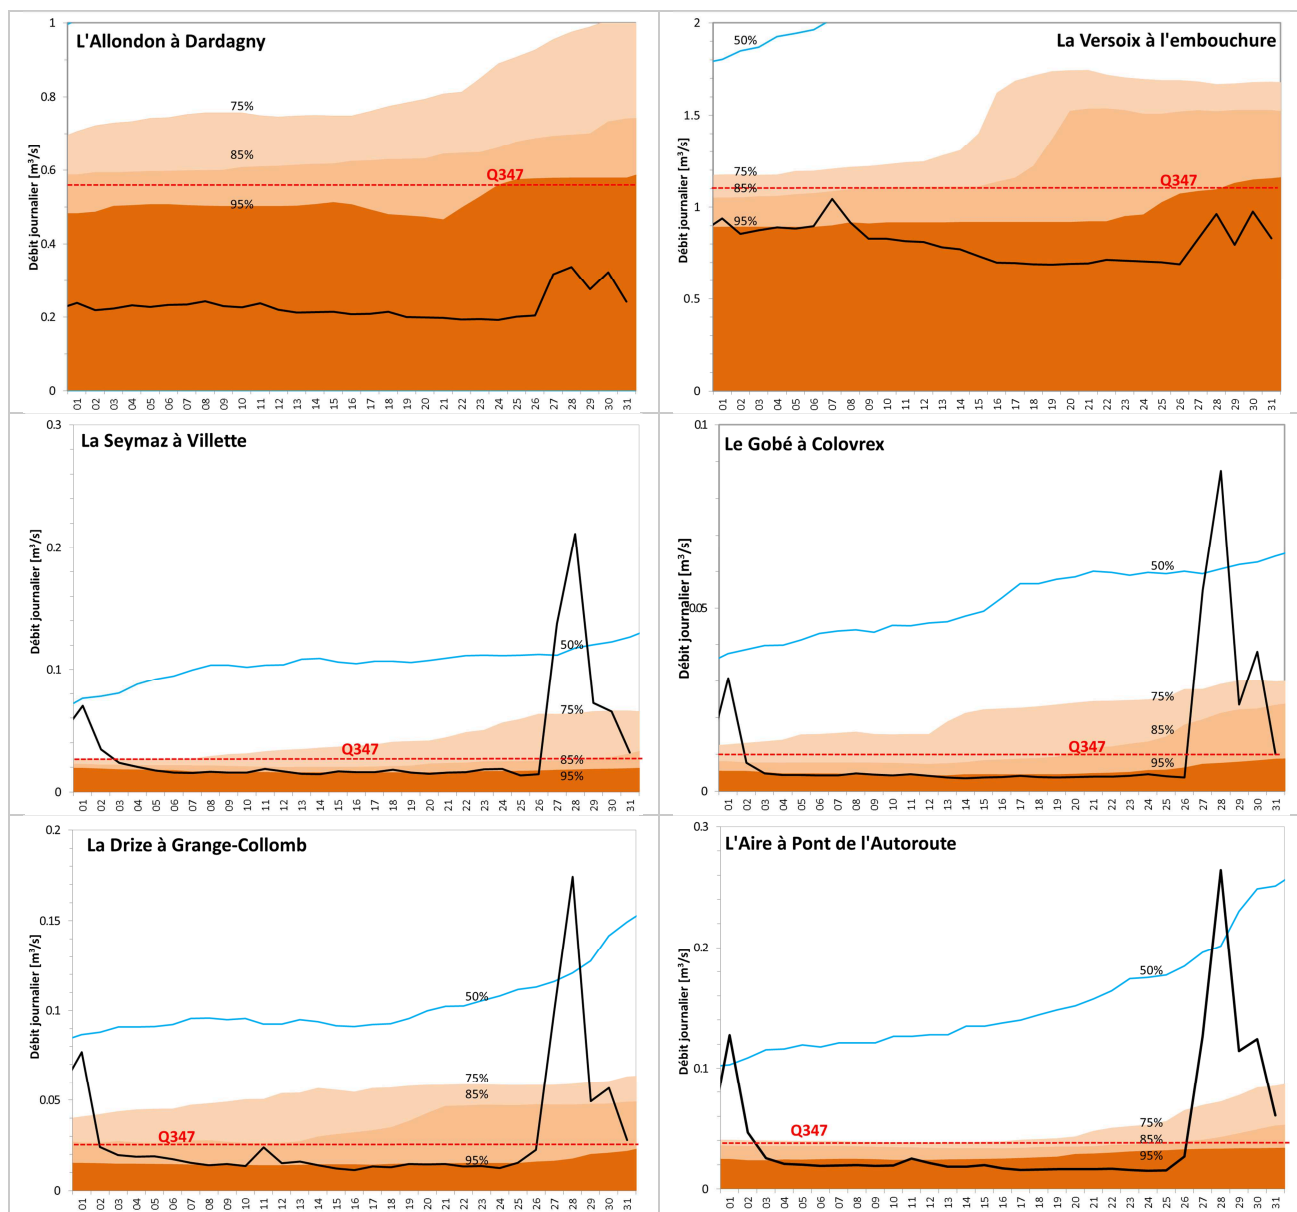 L'Allondon à Dardagny
Débit journalier [m³/s]
1
0.8
0.6
0.4
0.2
0
75%
85%
95%
Q347
01 02 03 04 05 06 07 08 09 10 11 12 13 14 15 16 17 18 19 20 21 22 23 24 25 26 27 28 29 30 31
La Versoix à l'embouchure
Débit journalier [m³/s]
2
1.5
1
0.5
0
50%
75%
85%
95%
Q347
01 02 03 04 05 06 07 08 09 10 11 12 13 14 15 16 17 18 19 20 21 22 23 24 25 26 27 28 29 30 31
La Seymaz à Villette
Débit journalier [m³/s]
0.3
0.2
0.1
0
50%
75%
Q347
85%
95%
01 02 03 04 05 06 07 08 09 10 11 12 13 14 15 16 17 18 19 20 21 22 23 24 25 26 27 28 29 30 31
Le Gobé à Colovrex
Débit journalier [m³/s]
0.1
0.05
0
50%
75%
85%
Q347
95%
01 02 03 04 05 06 07 08 09 10 11 12 13 14 15 16 17 18 19 20 21 22 23 24 25 26 27 28 29 30 31
La Drize à Grange-Collomb
Débit journalier [m³/s]
0.2
0.15
0.1
0.05
0
50%
75%
85%
Q347
95%
01 02 03 04 05 06 07 08 09 10 11 12 13 14 15 16 17 18 19 20 21 22 23 24 25 26 27 28 29 30 31
L'Aire à Pont de l'Autoroute
Débit journalier [m³/s]
0.3
0.2
0.1
0
50%
75%
Q347
85%
95%
01 02 03 04 05 06 07 08 09 10 11 12 13 14 15 16 17 18 19 20 21 22 23 24 25 26 27 28 29 30 31